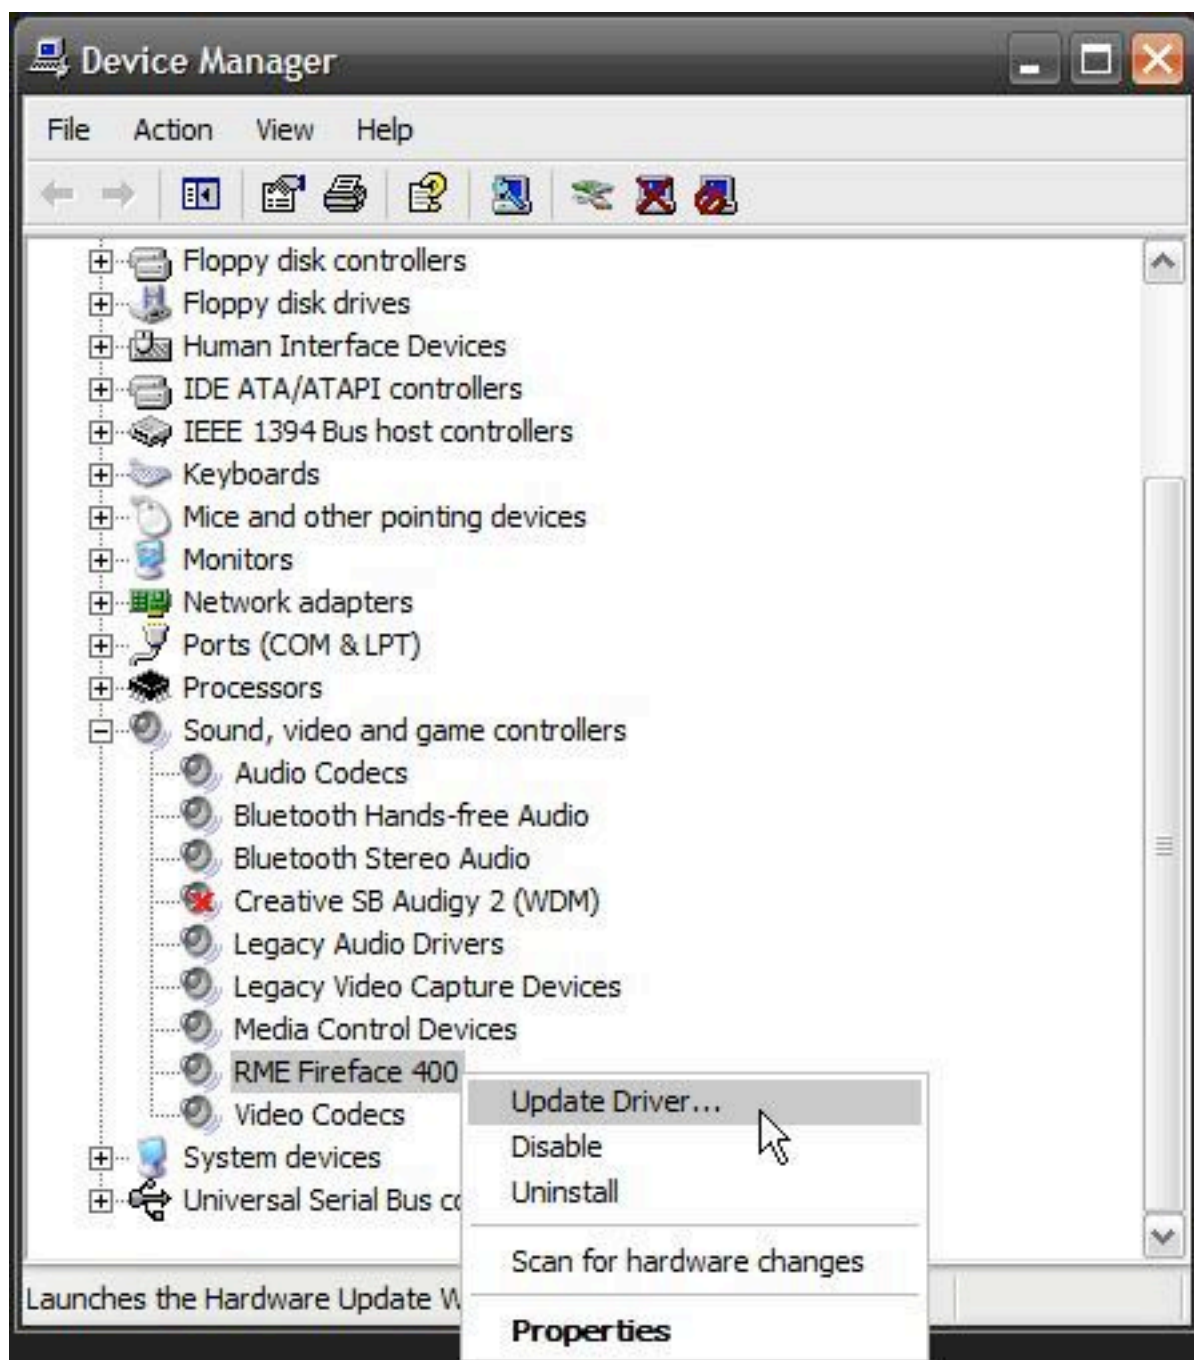 Device Manager
File Action View Help
Floppy disk controllers
Floppy disk drives
Human Interface Devices
IDE ATA/ATAPI controllers
IEEE 1394 Bus host controllers
Keyboards
Mice and other pointing devices
Monitors
Network adapters
Ports (COM & LPT)
Processors
Sound, video and game controllers
Audio Codecs
Bluetooth Hands-free Audio
Bluetooth Stereo Audio
Creative SB Audigy 2 (WDM)
Legacy Audio Drivers
Legacy Video Capture Devices
Media Control Devices
RME Fireface 400
Video Codecs
System devices
Universal Serial Bus co
Update Driver...
Disable
Uninstall
Scan for hardware changes
Properties
Launches the Hardware Update W